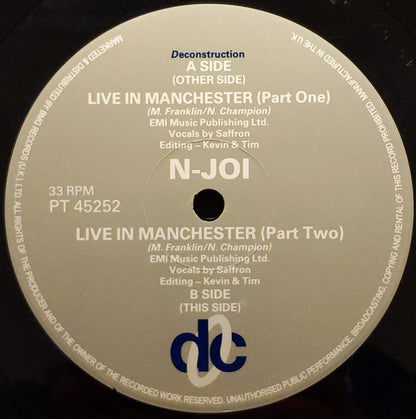 Deconstruction
A SIDE
(OTHER SIDE)
LIVE IN MANCHESTER (Part One)
(M. Franklin/N. Champion)
EMI Music Publishing Ltd.
Vocals by Saffron
Editing – Kevin & Tim
N-JOI
33 RPM
PT 45252
LIVE IN MANCHESTER (Part Two)
(M. Franklin/N. Champion)
EMI Music Publishing Ltd.
Vocals by Saffron
Editing – Kevin & Tim
B SIDE
(THIS SIDE)
dc
MARKETED & DISTRIBUTED BY BMG RECORDS (U.K.) LTD. ALL RIGHTS OF THE PRODUCER AND OF THE OWNER OF THE RECORDED WORK RESERVED. UNAUTHORISED PUBLIC PERFORMANCE, BROADCASTING, COPYING AND RENTAL OF THIS RECORD PROHIBITED. MANUFACTURED IN THE U.K.